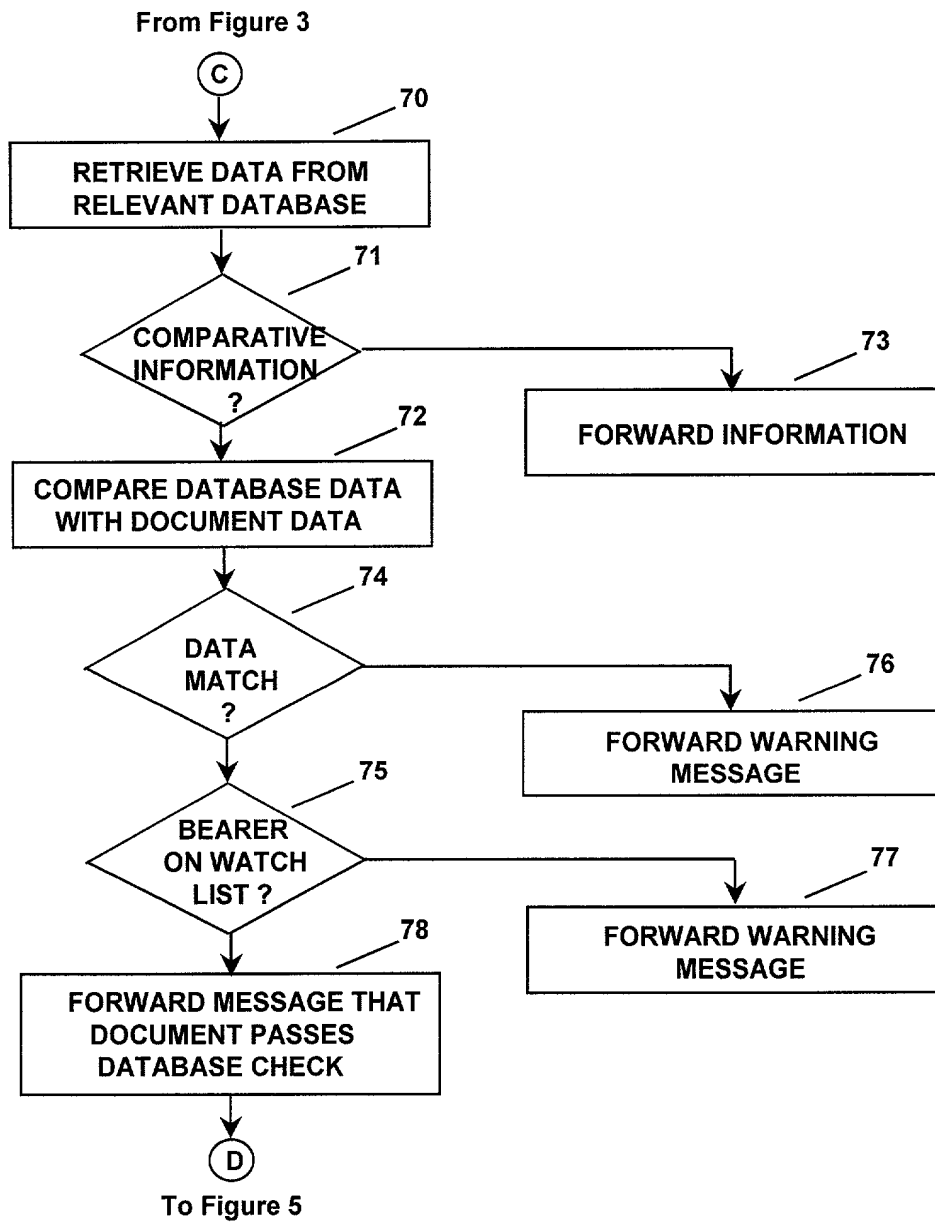 From Figure 3
C
70
RETRIEVE DATA FROM
RELEVANT DATABASE
71
COMPARATIVE
INFORMATION
?
73
FORWARD INFORMATION
72
COMPARE DATABASE DATA
WITH DOCUMENT DATA
74
DATA
MATCH
?
76
FORWARD WARNING
MESSAGE
75
BEARER
ON WATCH
LIST ?
77
FORWARD WARNING
MESSAGE
78
FORWARD MESSAGE THAT
DOCUMENT PASSES
DATABASE CHECK
D
To Figure 5